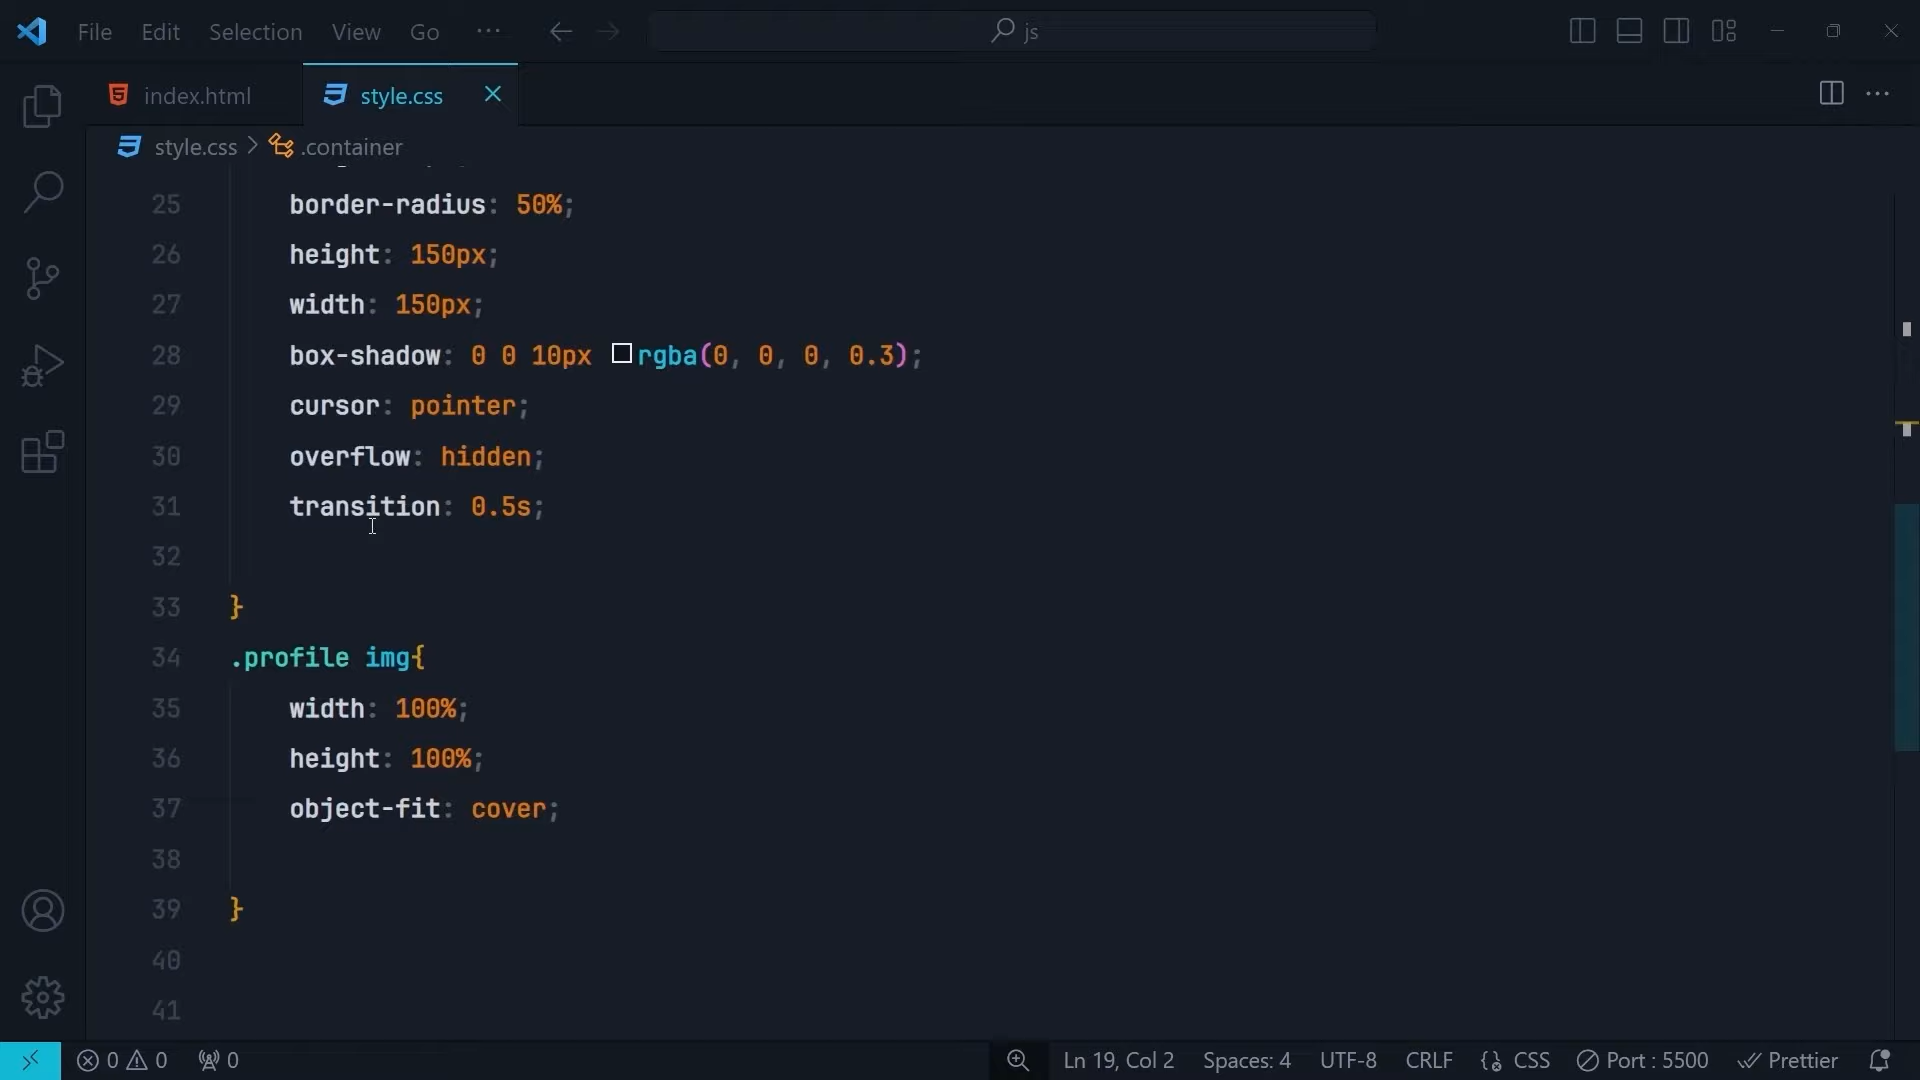 File Edit Selection View Go ··· js
index.html style.css
style.css > .container
25 border-radius: 50%;
26 height: 150px;
27 width: 150px;
28 box-shadow: 0 0 10px rgba(0, 0, 0, 0.3);
29 cursor: pointer;
30 overflow: hidden;
31 transition: 0.5s;
32
33 }
34 .profile img{
35 width: 100%;
36 height: 100%;
37 object-fit: cover;
38
39 }
40
41
0 0 0 Ln 19, Col 2 Spaces: 4 UTF-8 CRLF {} CSS Port : 5500 Prettier